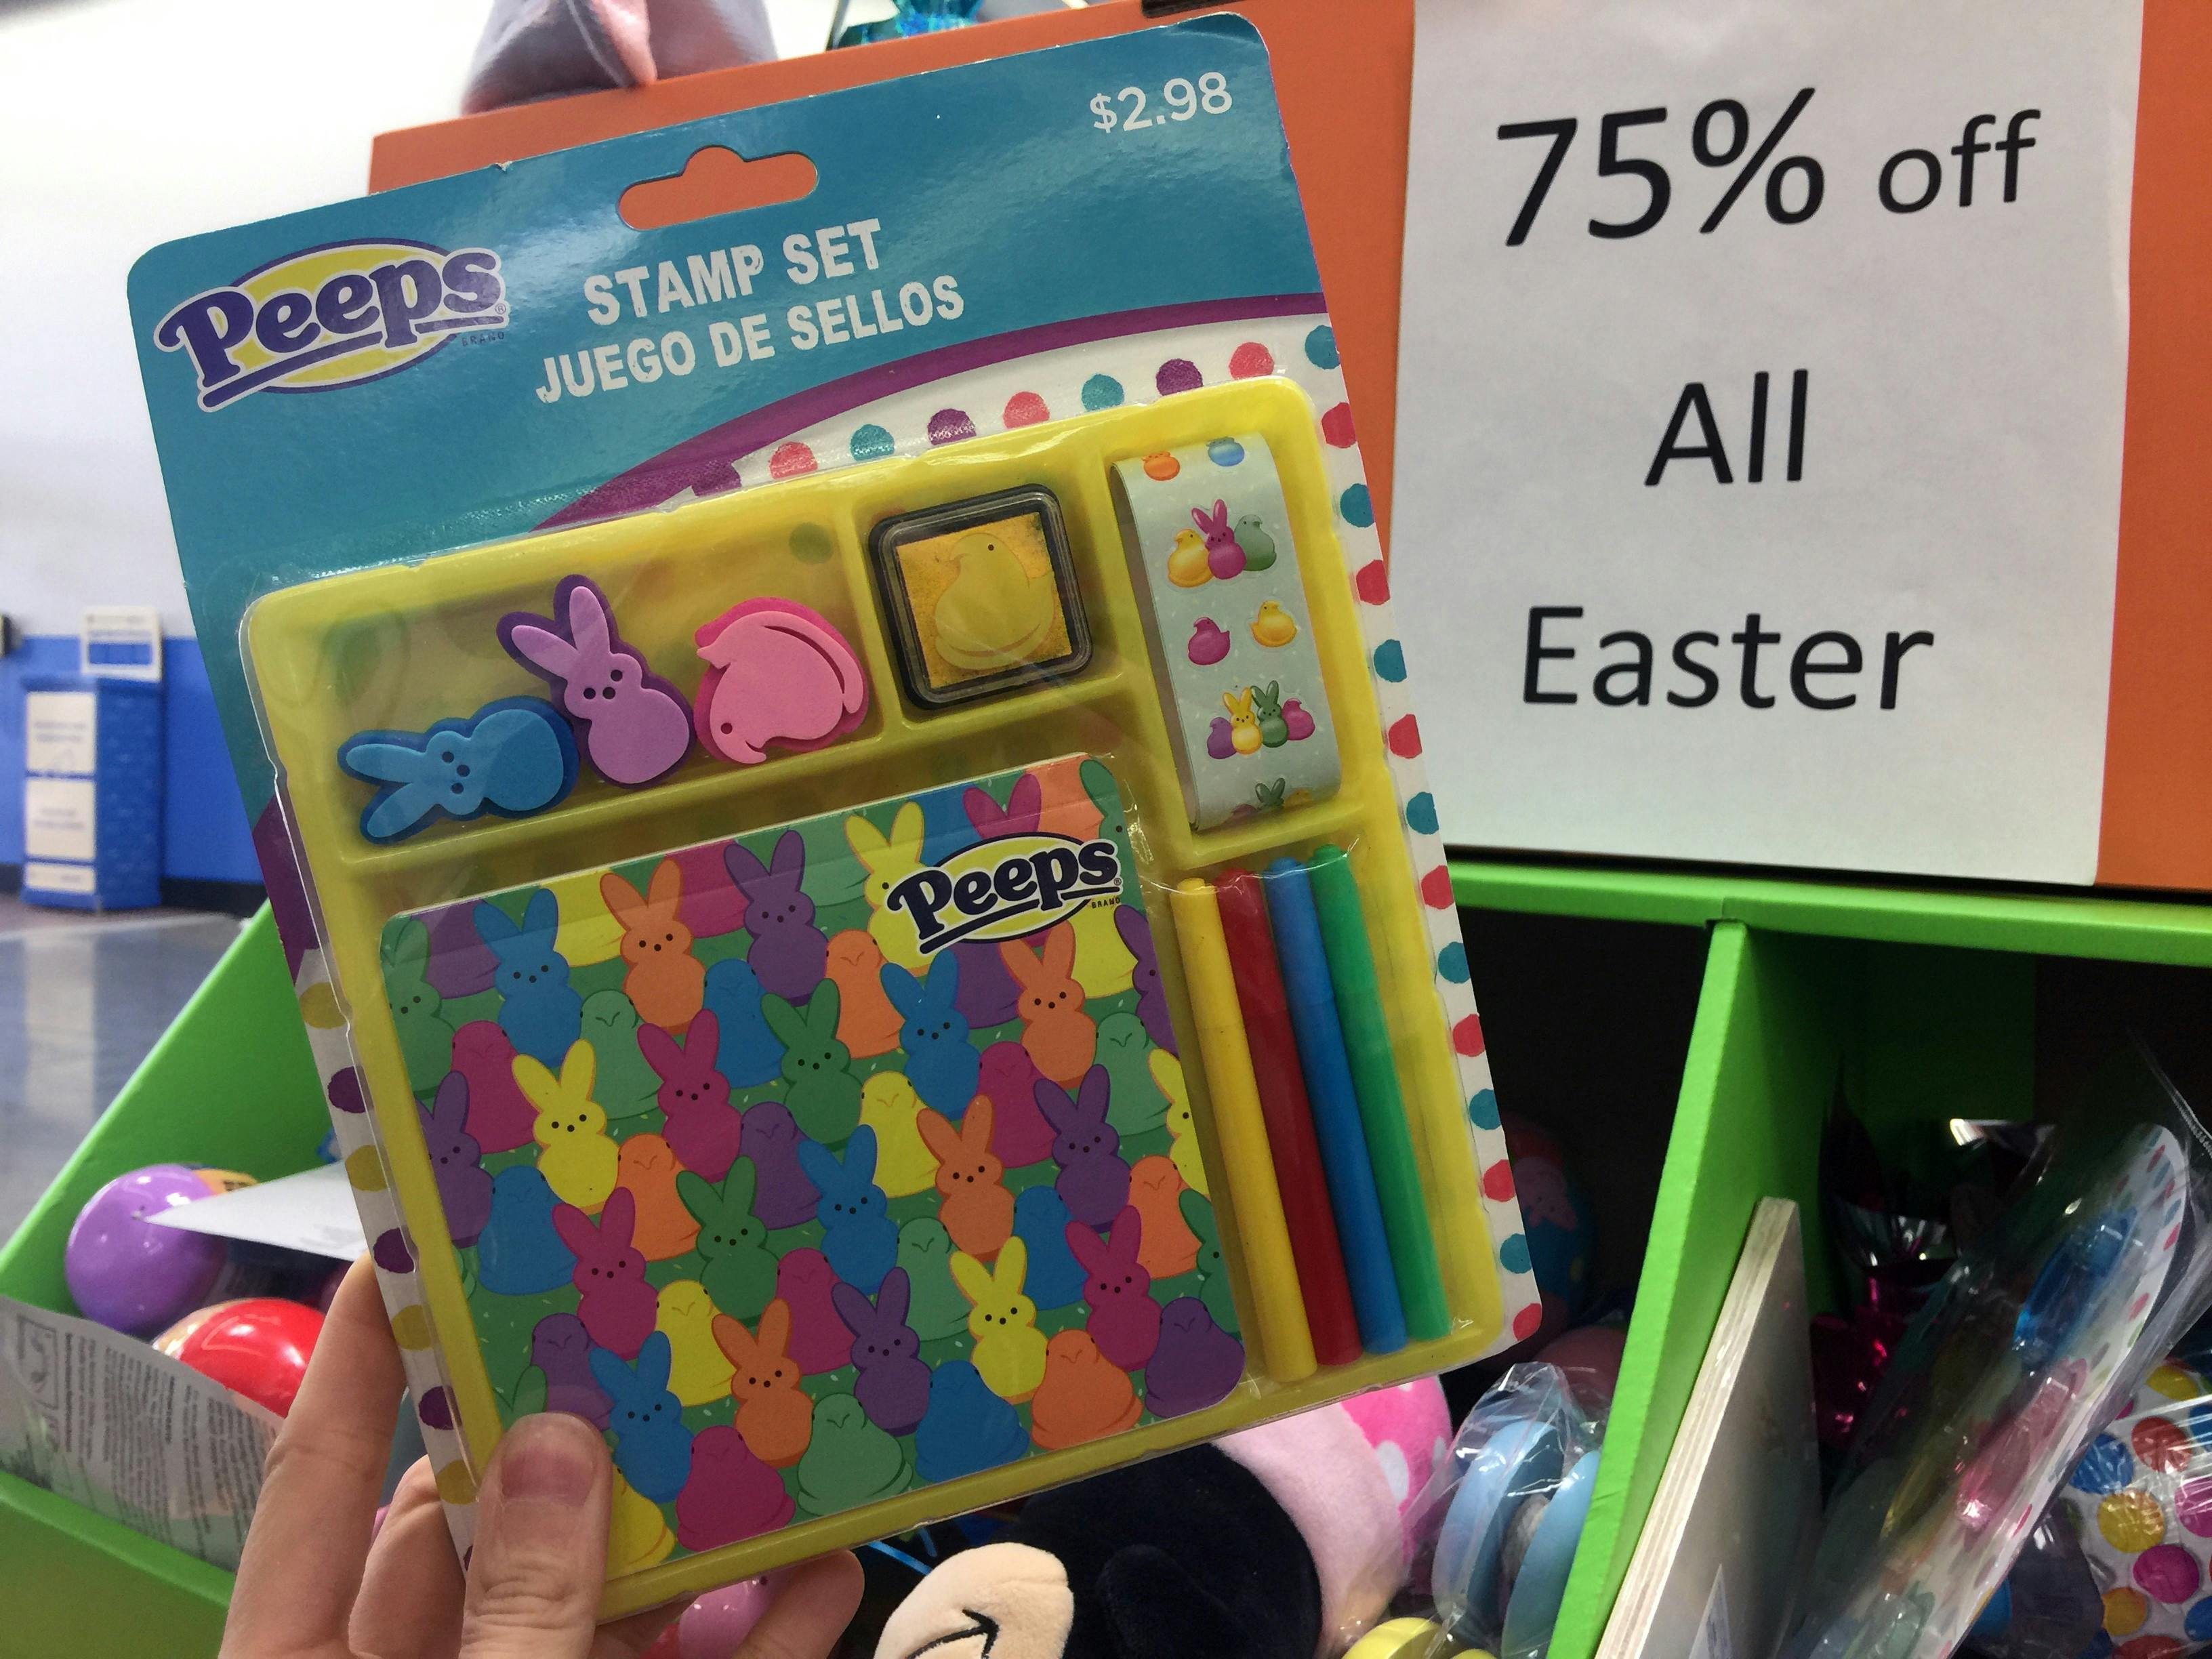 $2.98
Peeps®
BRAND
STAMP SET
JUEGO DE SELLOS
Peeps
BRAND
75% off
All
Easter